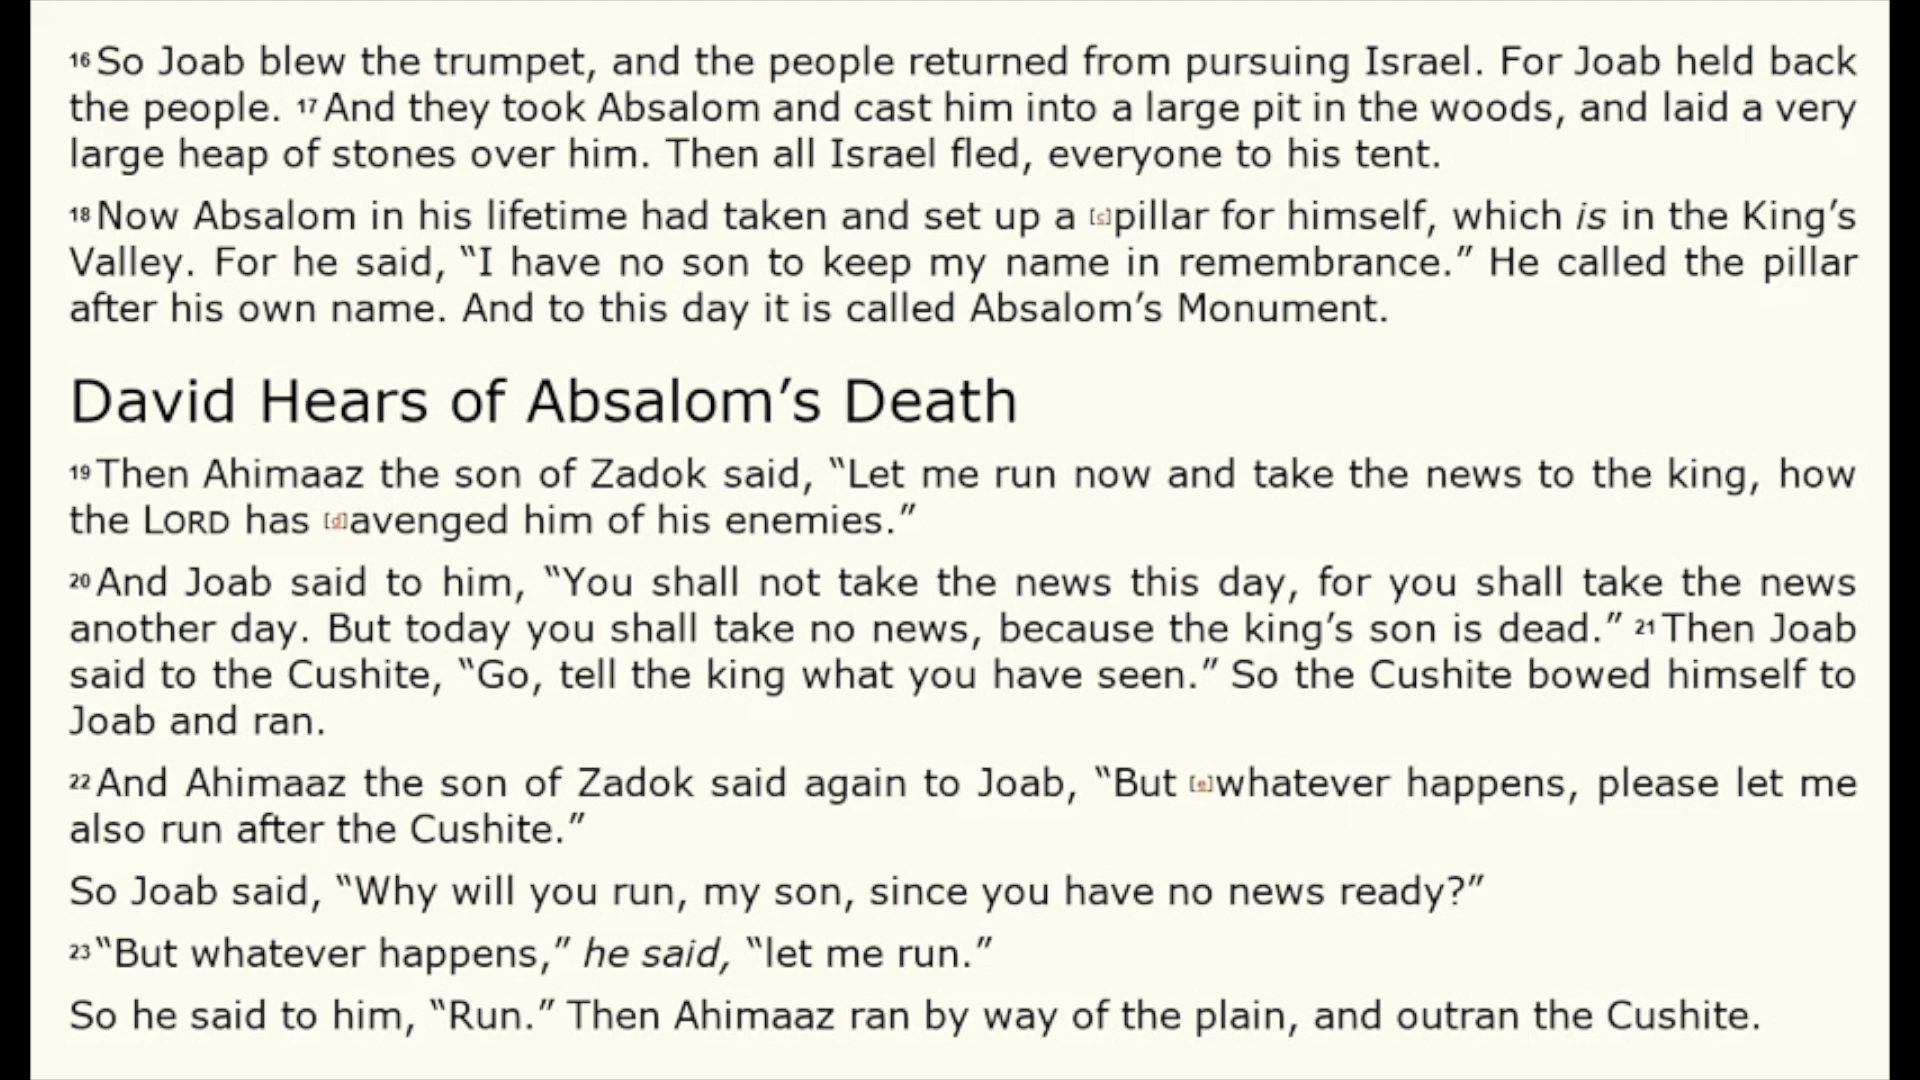 16 So Joab blew the trumpet, and the people returned from pursuing Israel. For Joab held back
the people. 17 And they took Absalom and cast him into a large pit in the woods, and laid a very
large heap of stones over him. Then all Israel fled, everyone to his tent.
18 Now Absalom in his lifetime had taken and set up a [c]pillar for himself, which is in the King’s
Valley. For he said, “I have no son to keep my name in remembrance.” He called the pillar
after his own name. And to this day it is called Absalom’s Monument.
David Hears of Absalom’s Death
19 Then Ahimaaz the son of Zadok said, “Let me run now and take the news to the king, how
the LORD has [d]avenged him of his enemies.”
20 And Joab said to him, “You shall not take the news this day, for you shall take the news
another day. But today you shall take no news, because the king’s son is dead.” 21 Then Joab
said to the Cushite, “Go, tell the king what you have seen.” So the Cushite bowed himself to
Joab and ran.
22 And Ahimaaz the son of Zadok said again to Joab, “But [e]whatever happens, please let me
also run after the Cushite.”
So Joab said, “Why will you run, my son, since you have no news ready?”
23 “But whatever happens,” he said, “let me run.”
So he said to him, “Run.” Then Ahimaaz ran by way of the plain, and outran the Cushite.